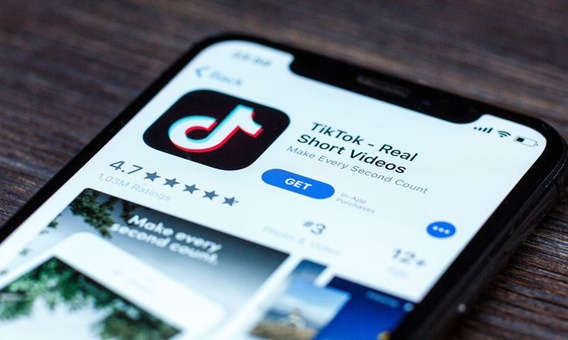 Back
TikTok - Real
Short Videos
Make Every Second Count
GET
In-App
Purchases
4.7
1,03M Ratings
#3
Photo & Video
12+
Age
Make every
second count.